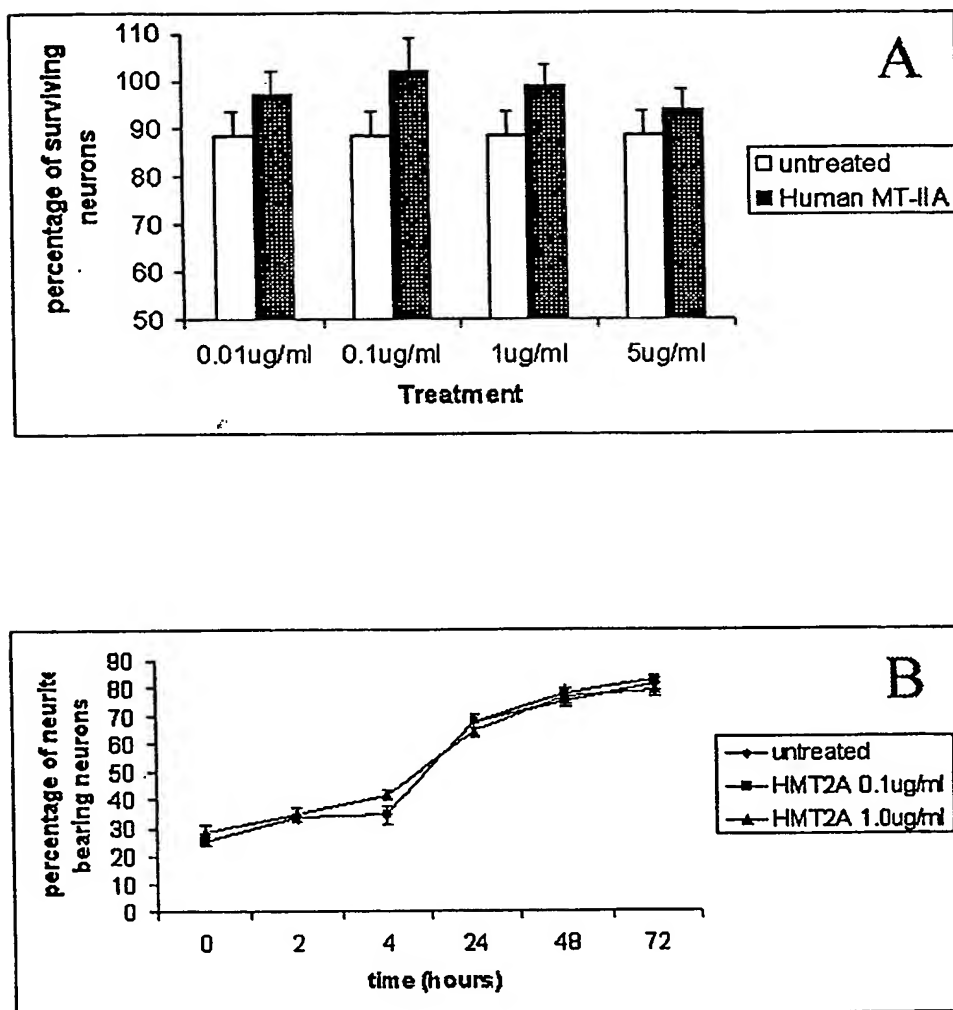 A
110
100
90
80
70
60
50
percentage of surviving
neurons
0.01ug/ml 0.1ug/ml 1ug/ml 5ug/ml
Treatment
untreated
Human MT-IIA
B
90
80
70
60
50
40
30
20
10
0
percentage of neurite
bearing neurons
0 2 4 24 48 72
time (hours)
untreated
HMT2A 0.1ug/ml
HMT2A 1.0ug/ml